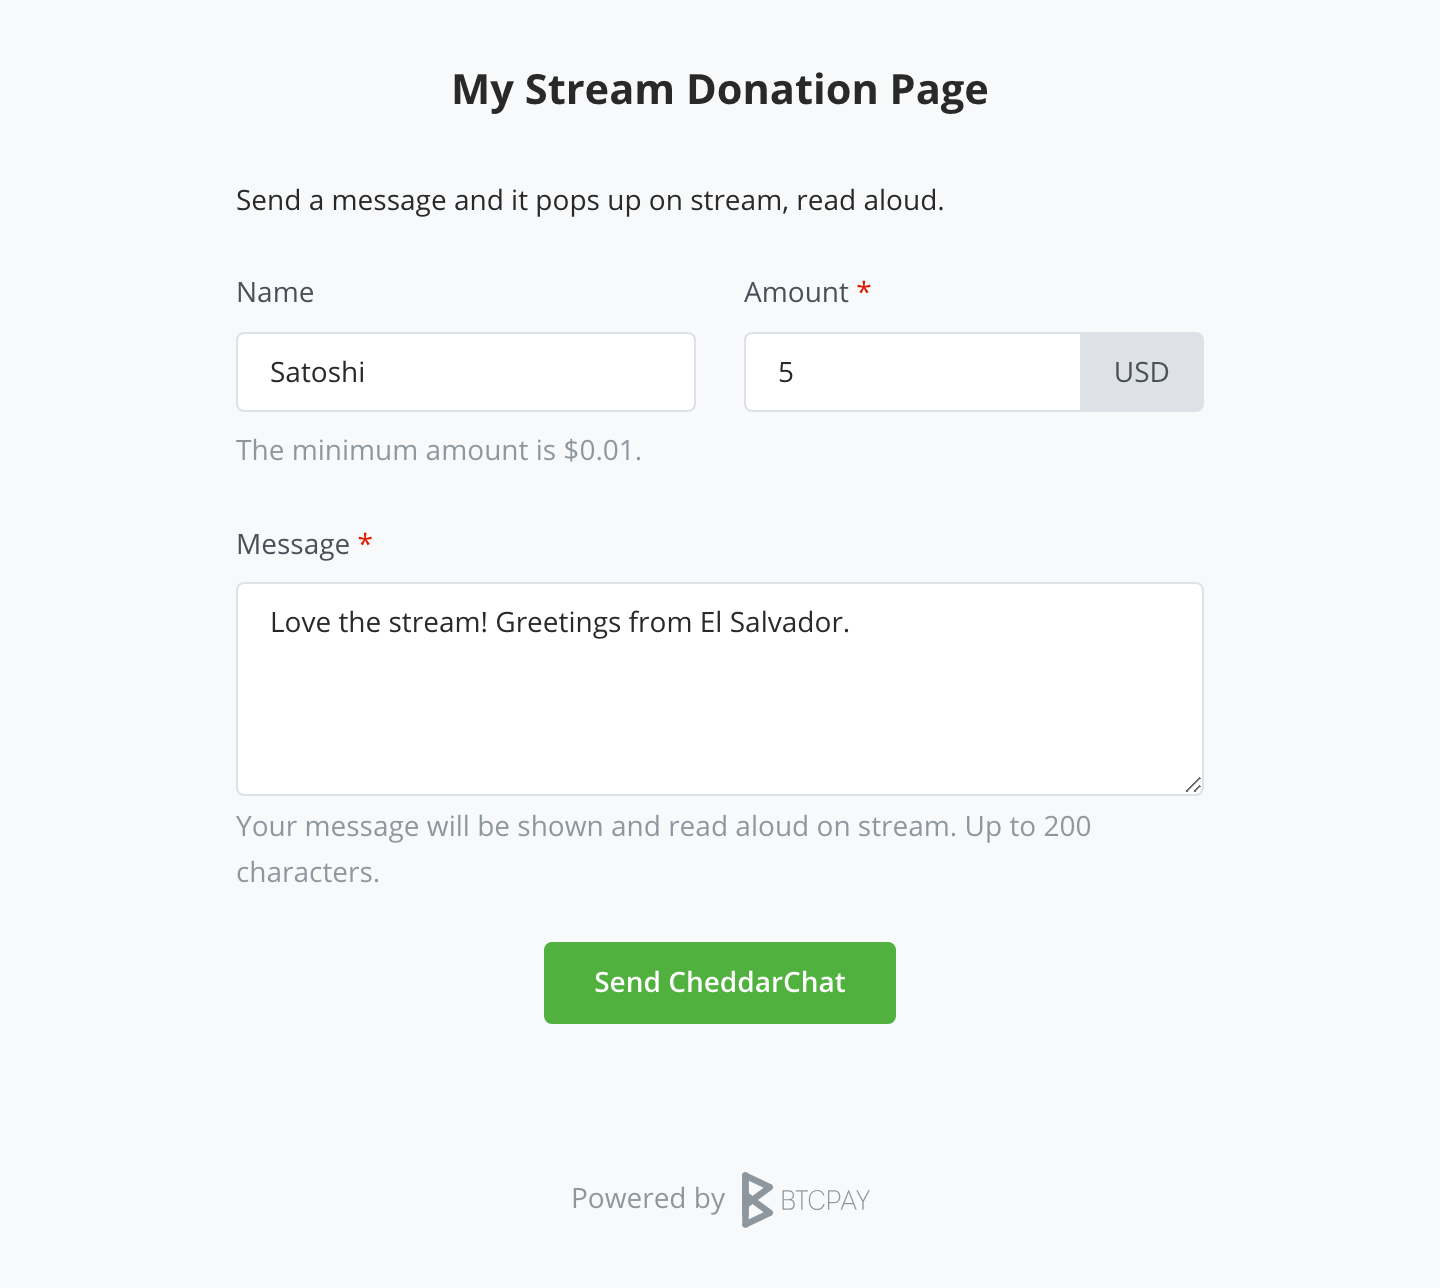 My Stream Donation Page
Send a message and it pops up on stream, read aloud.
Name
Amount *
Satoshi
5
USD
The minimum amount is $0.01.
Message *
Love the stream! Greetings from El Salvador.
Your message will be shown and read aloud on stream. Up to 200
characters.
Send CheddarChat
Powered by BTCPAY